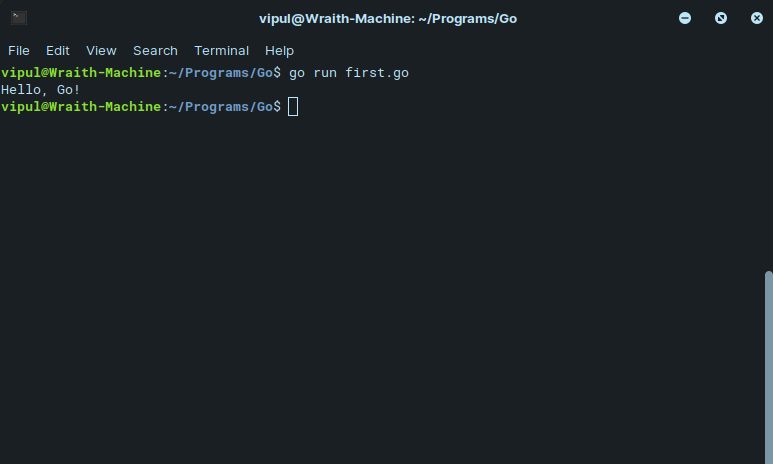 vipul@Wraith-Machine: ~/Programs/Go
File Edit View Search Terminal Help
vipul@Wraith-Machine:~/Programs/Go$ go run first.go
Hello, Go!
vipul@Wraith-Machine:~/Programs/Go$